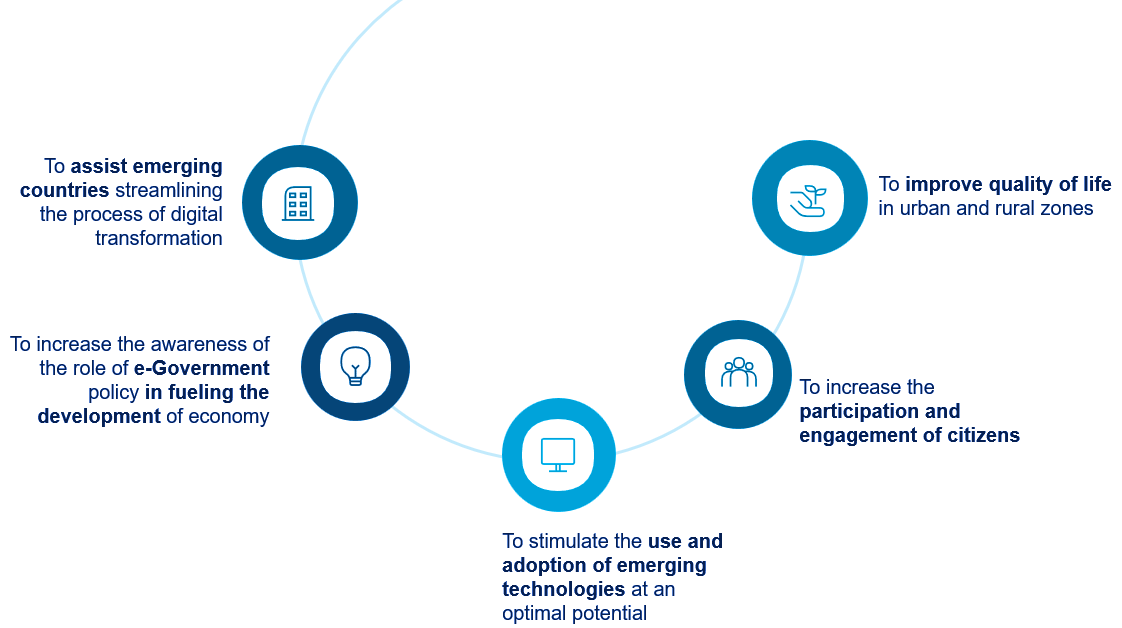 To assist emerging
countries streamlining
the process of digital
transformation
To increase the awareness of
the role of e-Government
policy in fueling the
development of economy
To stimulate the use and
adoption of emerging
technologies at an
optimal potential
To increase the
participation and
engagement of citizens
To improve quality of life
in urban and rural zones